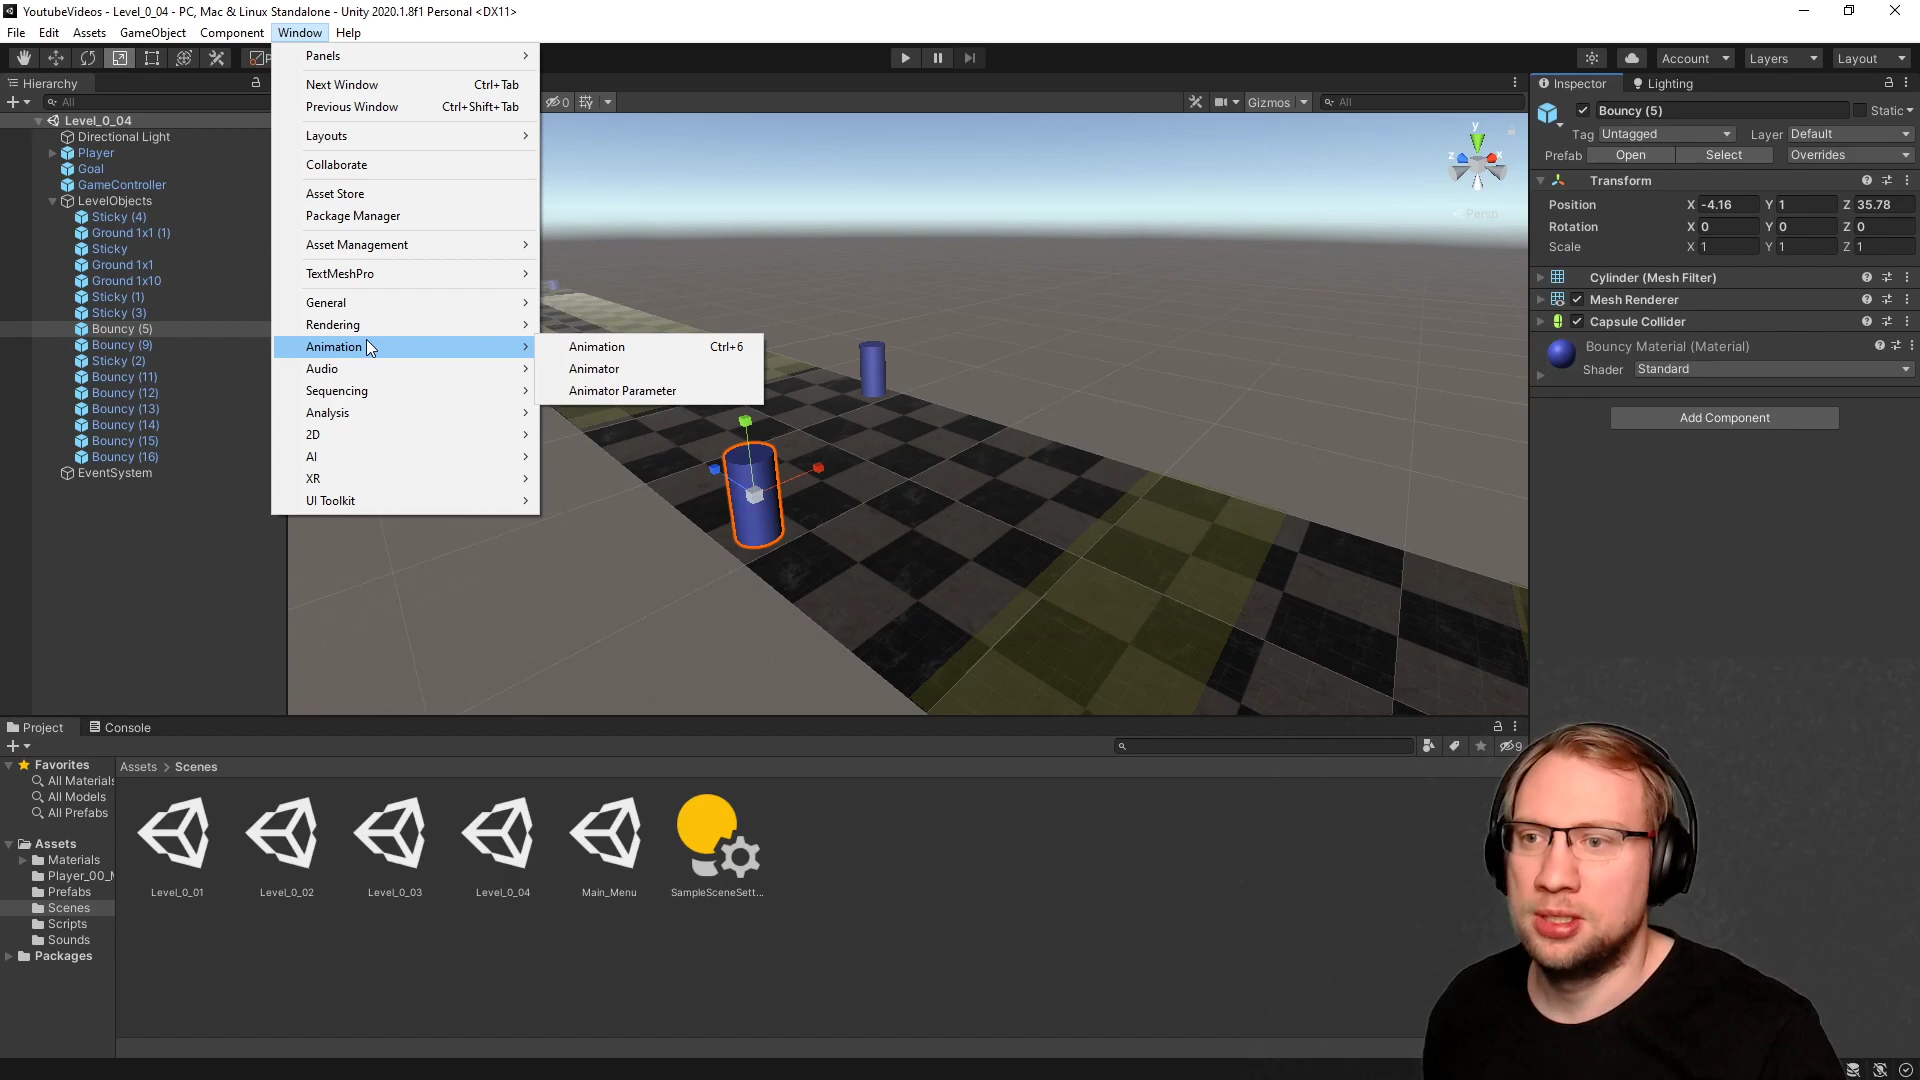 YoutubeVideos - Level_0_04 - PC, Mac & Linux Standalone - Unity 2020.1.8f1 Personal <DX11>
File Edit Assets GameObject Component Window Help
Account Layers Layout
Hierarchy
All
Level_0_04
Directional Light
Player
Goal
GameController
LevelObjects
Sticky (4)
Ground 1x1 (1)
Sticky
Ground 1x1
Ground 1x10
Sticky (1)
Sticky (3)
Bouncy (5)
Bouncy (9)
Sticky (2)
Bouncy (11)
Bouncy (12)
Bouncy (13)
Bouncy (14)
Bouncy (15)
Bouncy (16)
EventSystem
Panels
Next Window Ctrl+Tab
Previous Window Ctrl+Shift+Tab
Layouts
Collaborate
Asset Store
Package Manager
Asset Management
TextMeshPro
General
Rendering
Animation
Audio
Sequencing
Analysis
2D
AI
XR
UI Toolkit
Animation Ctrl+6
Animator
Animator Parameter
0
Gizmos
All
y
z x
Persp
Inspector Lighting
Bouncy (5) Static
Tag Untagged Layer Default
Prefab Open Select Overrides
Transform
Position X -4.16 Y 1 Z 35.78
Rotation X 0 Y 0 Z 0
Scale X 1 Y 1 Z 1
Cylinder (Mesh Filter)
Mesh Renderer
Capsule Collider
Bouncy Material (Material)
Shader Standard
Add Component
Project Console
9
Favorites
All Materials
All Models
All Prefabs
Assets
Materials
Player_00_M
Prefabs
Scenes
Scripts
Sounds
Packages
Assets > Scenes
Level_0_01 Level_0_02 Level_0_03 Level_0_04 Main_Menu SampleSceneSett...